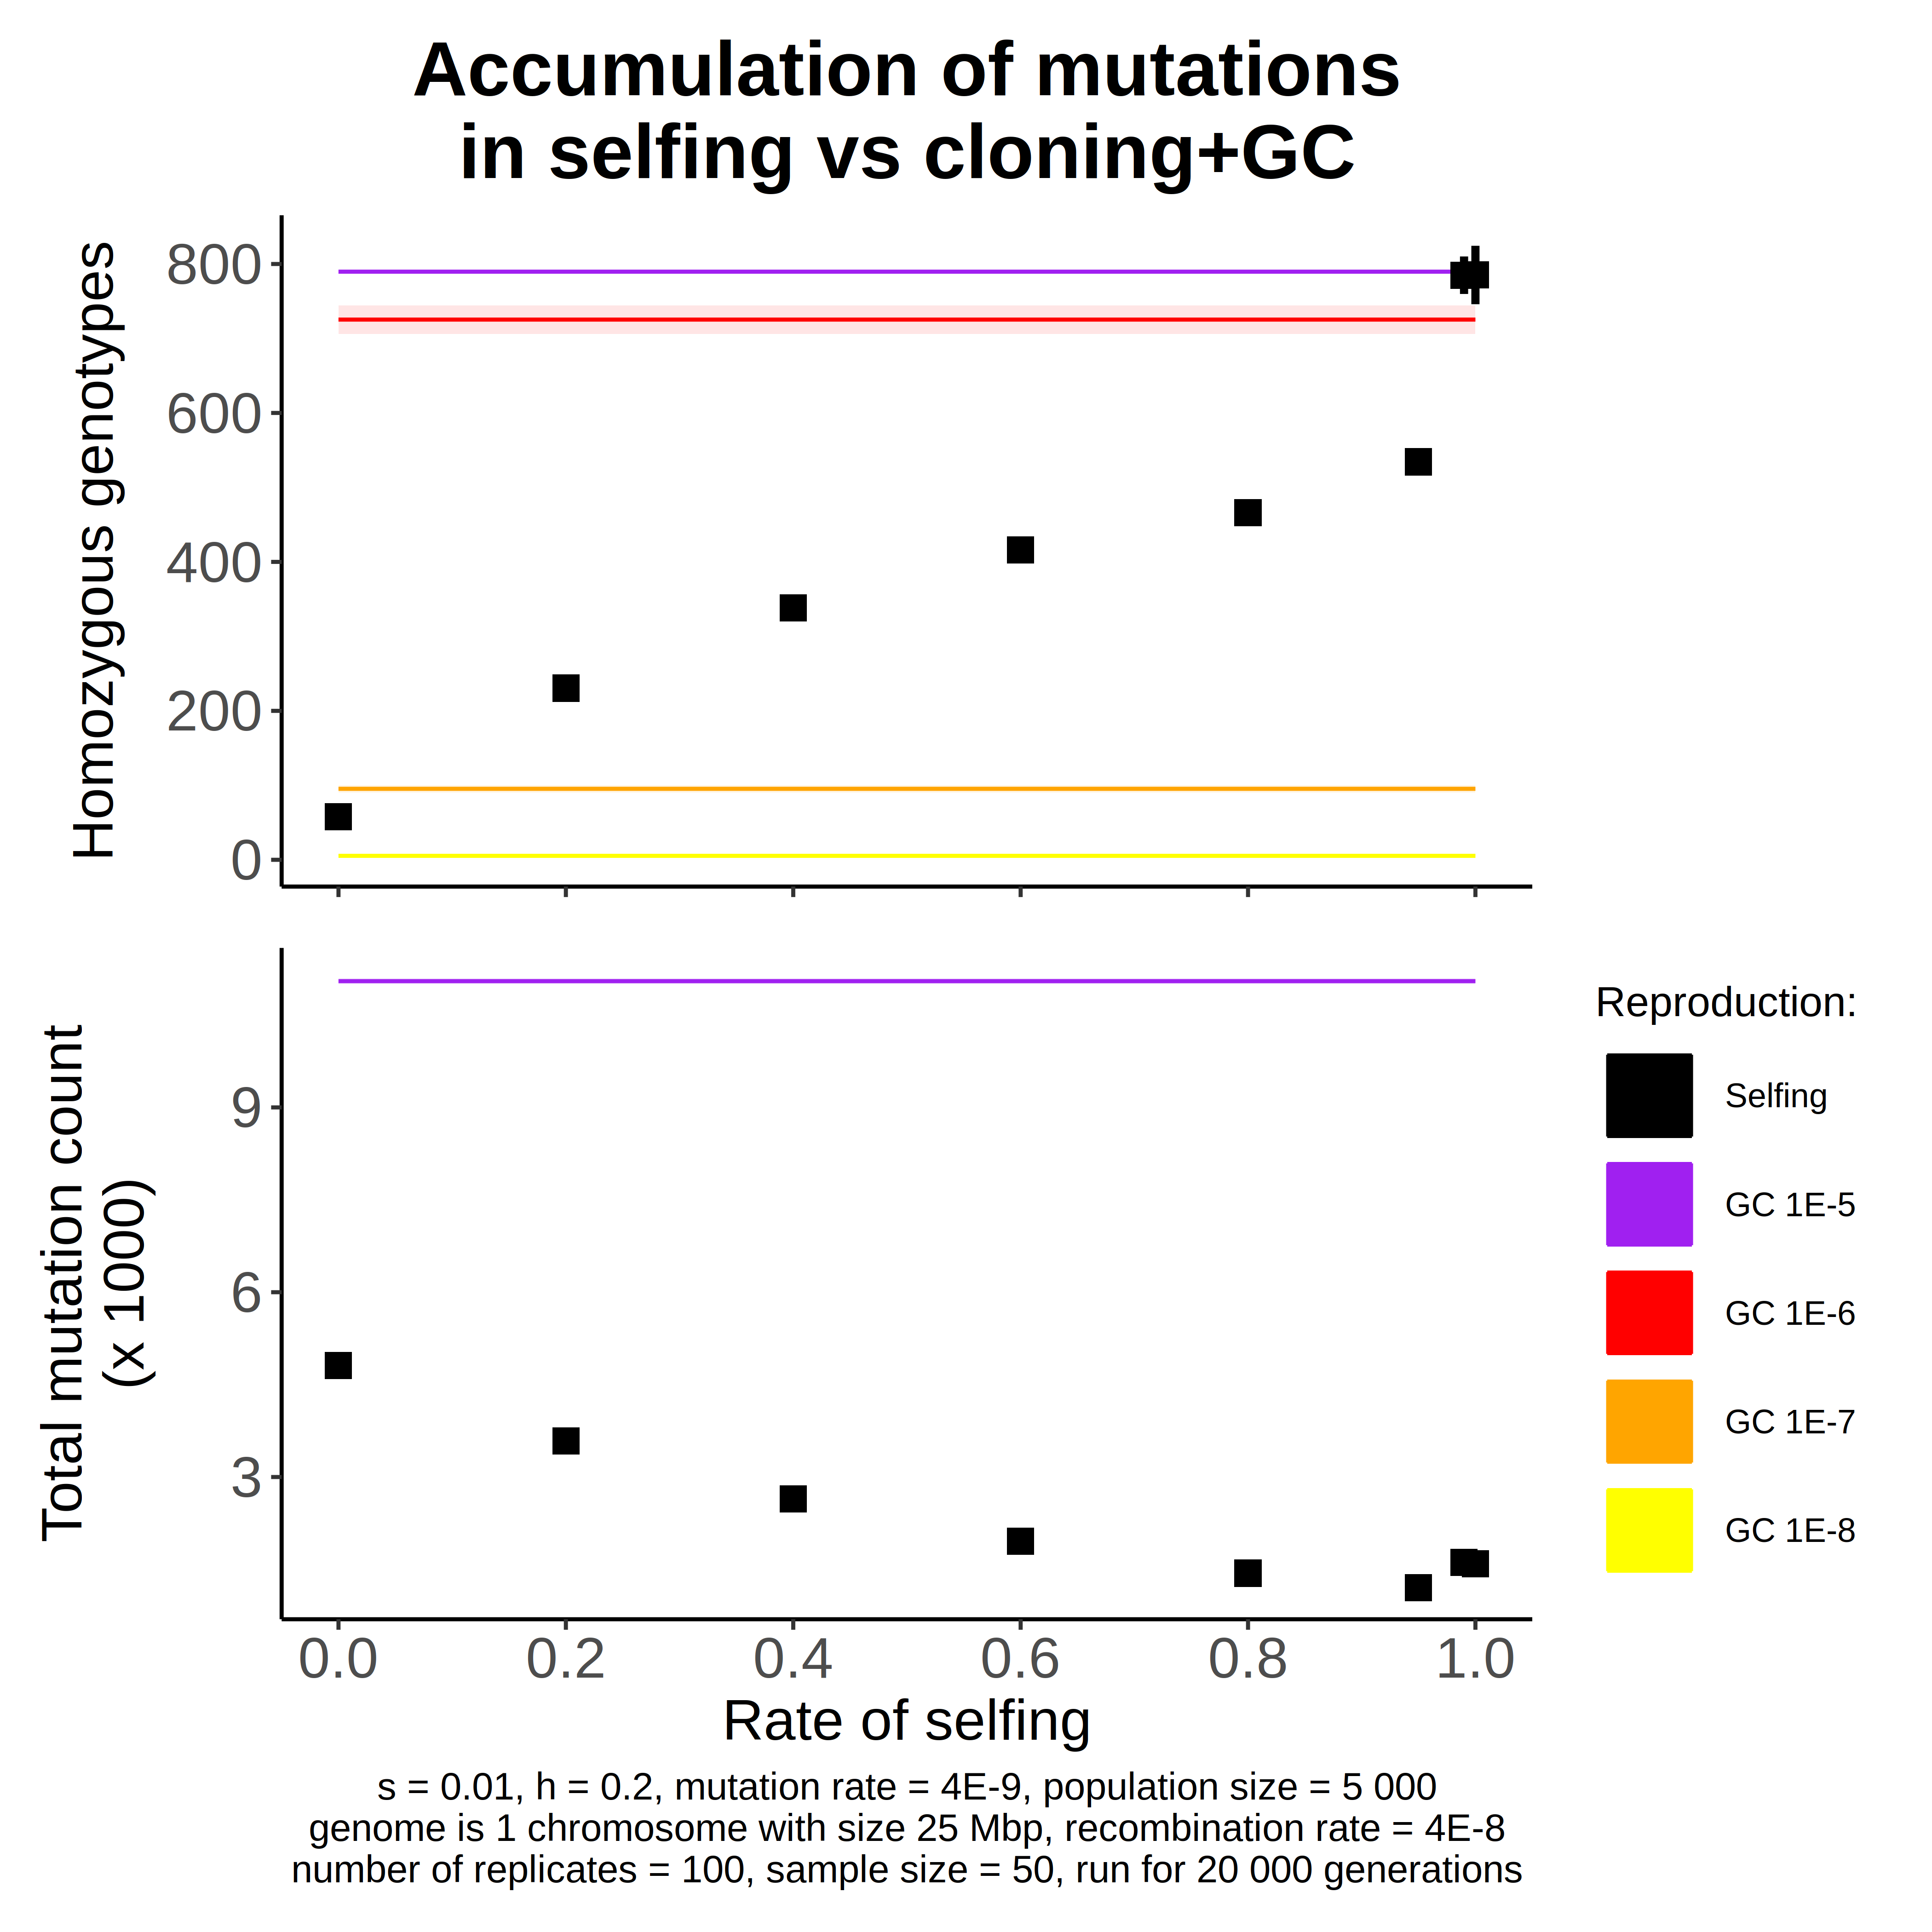 Accumulation of mutations
in selfing vs cloning+GC
Homozygous genotypes
800
600
400
200
0
Total mutation count
(x 1000)
9
6
3
0.0 0.2 0.4 0.6 0.8 1.0
Rate of selfing
Reproduction:
Selfing
GC 1E-5
GC 1E-6
GC 1E-7
GC 1E-8
s = 0.01, h = 0.2, mutation rate = 4E-9, population size = 5 000
genome is 1 chromosome with size 25 Mbp, recombination rate = 4E-8
number of replicates = 100, sample size = 50, run for 20 000 generations